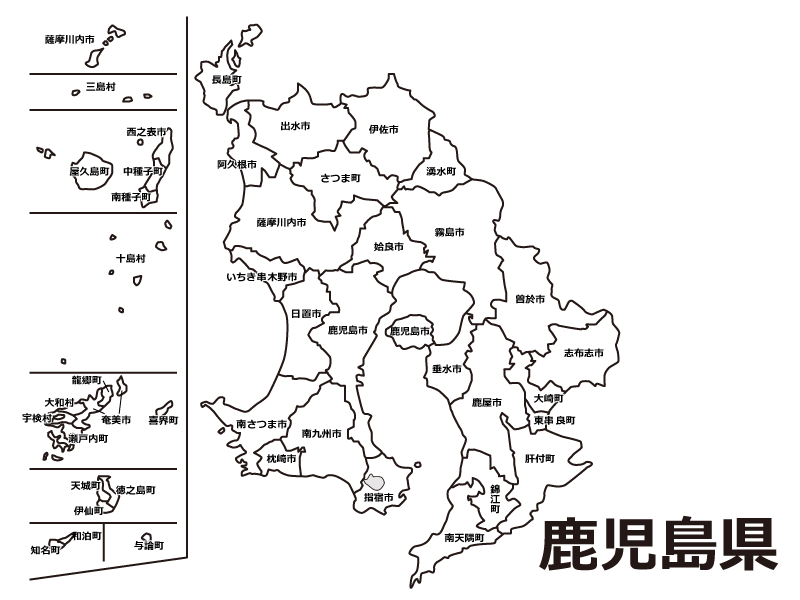 薩摩川内市
三島村
西之表市
屋久島町
中種子町
南種子町
十島村
龍郷町
大和村
宇検村
奄美市
喜界町
瀬戸内町
天城町
徳之島町
伊仙町
和泊町
知名町
与論町
長島町
出水市
伊佐市
阿久根市
さつま町
湧水町
薩摩川内市
姶良市
霧島市
いちき串木野市
日置市
鹿児島市
鹿児島市
曽於市
志布志市
垂水市
鹿屋市
大崎町
東串良町
南さつま市
南九州市
枕崎市
肝付町
指宿市
錦江町
南大隅町
鹿児島県